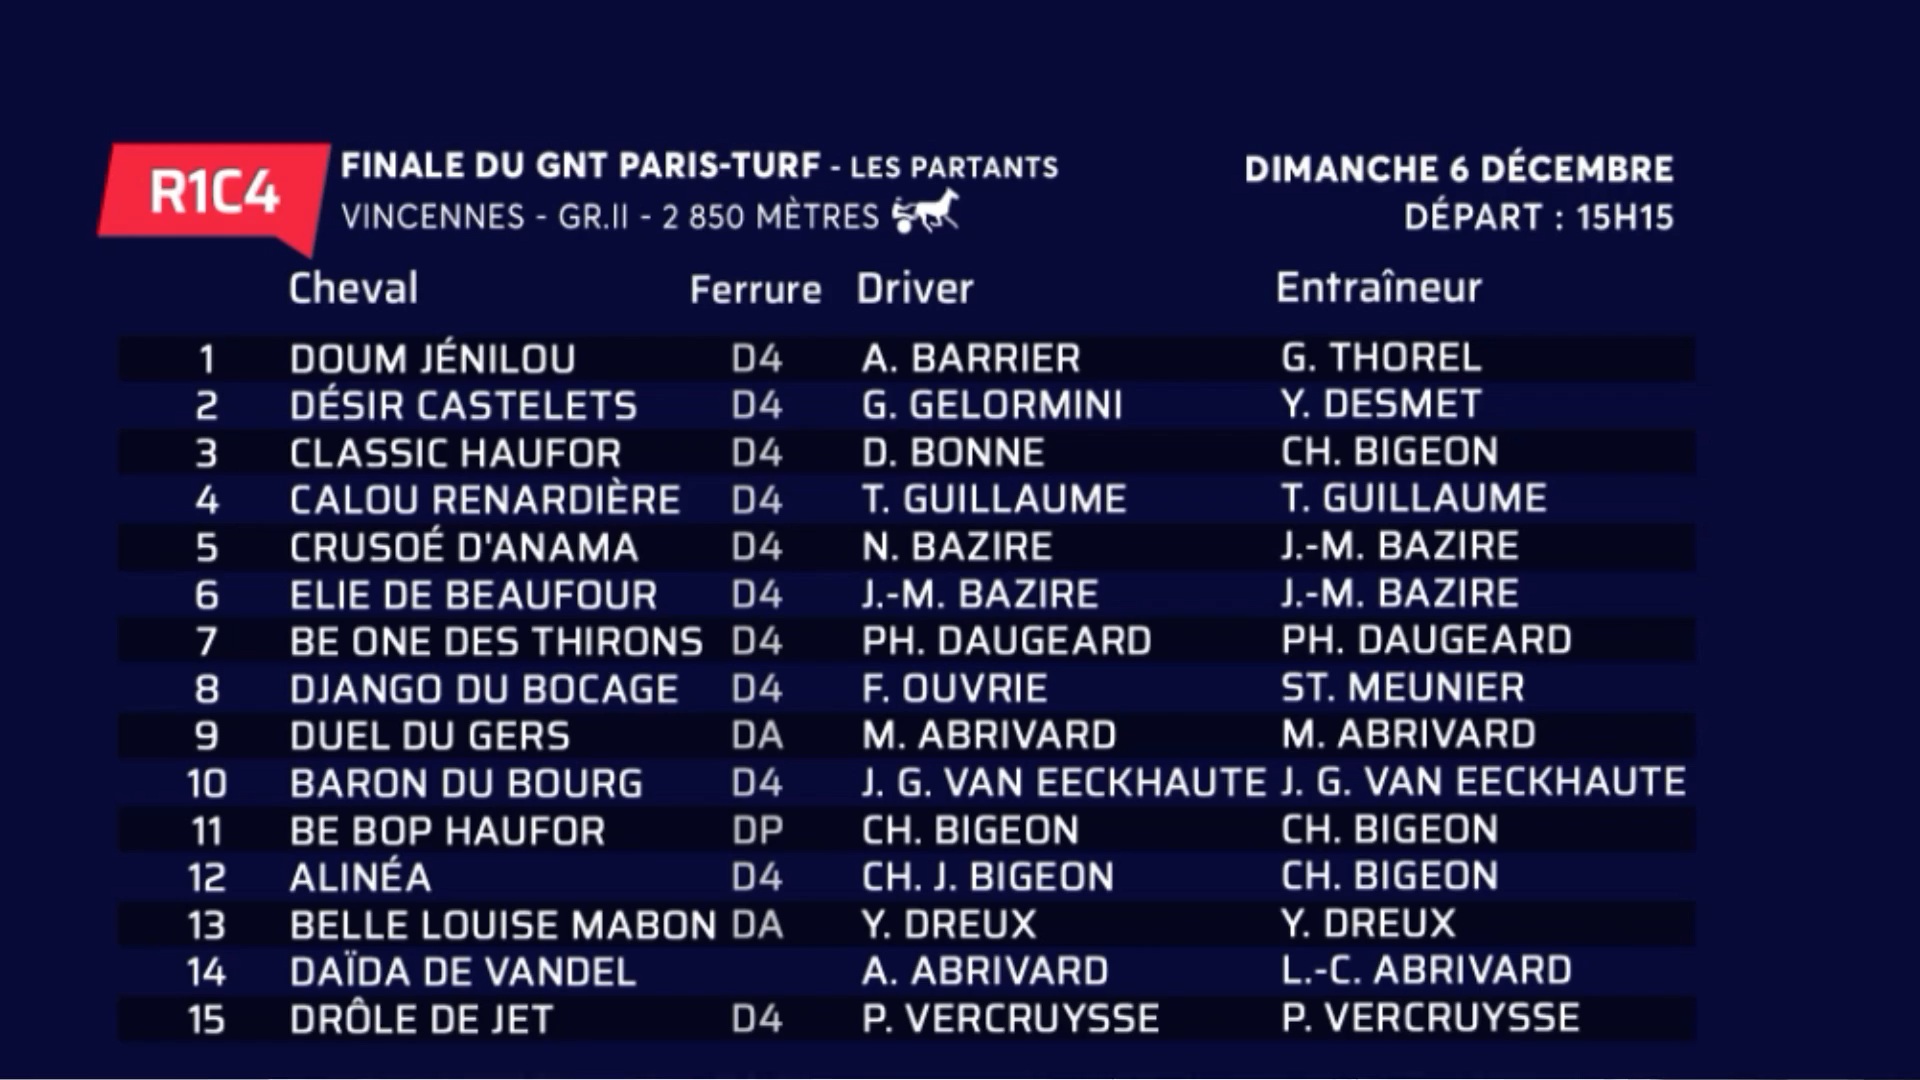 R1C4
FINALE DU GNT PARIS-TURF - LES PARTANTS
VINCENNES - GR.II - 2 850 MÈTRES
DIMANCHE 6 DÉCEMBRE
DÉPART : 15H15
Cheval Ferrure Driver Entraîneur
1 DOUM JÉNILOU D4 A. BARRIER G. THOREL
2 DÉSIR CASTELETS D4 G. GELORMINI Y. DESMET
3 CLASSIC HAUFOR D4 D. BONNE CH. BIGEON
4 CALOU RENARDIÈRE D4 T. GUILLAUME T. GUILLAUME
5 CRUSOÉ D'ANAMA D4 N. BAZIRE J.-M. BAZIRE
6 ELIE DE BEAUFOUR D4 J.-M. BAZIRE J.-M. BAZIRE
7 BE ONE DES THIRONS D4 PH. DAUGEARD PH. DAUGEARD
8 DJANGO DU BOCAGE D4 F. OUVRIE ST. MEUNIER
9 DUEL DU GERS DA M. ABRIVARD M. ABRIVARD
10 BARON DU BOURG D4 J. G. VAN EECKHAUTE J. G. VAN EECKHAUTE
11 BE BOP HAUFOR DP CH. BIGEON CH. BIGEON
12 ALINÉA D4 CH. J. BIGEON CH. BIGEON
13 BELLE LOUISE MABON DA Y. DREUX Y. DREUX
14 DAÏDA DE VANDEL A. ABRIVARD L.-C. ABRIVARD
15 DRÔLE DE JET D4 P. VERCRUYSSE P. VERCRUYSSE